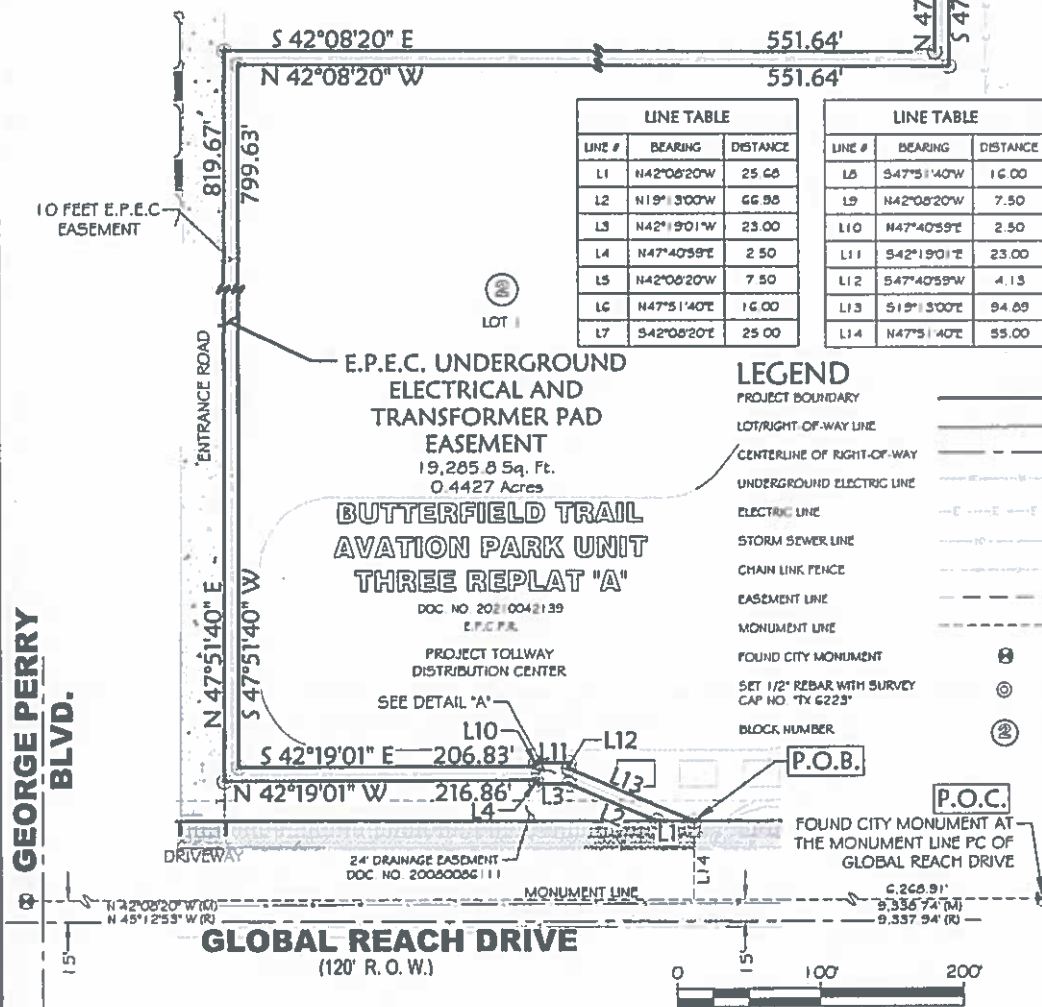 N 47
S 47
S 42°08'20" E 551.64'
N 42°08'20" W 551.64'
819.67'
799.63'
10 FEET E.P.E.C
EASEMENT
LINE TABLE
LINE # BEARING DISTANCE
L1 N42°08'20"W 25.68
L2 N19°13'00"W 66.98
L3 N42°19'01"W 23.00
L4 N47°40'59"E 2.50
L5 N42°08'20"W 7.50
L6 N47°51'40"E 16.00
L7 S42°08'20"E 25.00
LINE TABLE
LINE # BEARING DISTANCE
L8 S47°51'40"W 16.00
L9 N42°08'20"W 7.50
L10 N47°40'59"E 2.50
L11 S42°19'01"E 23.00
L12 S47°40'59"W 4.13
L13 S19°13'00"E 94.89
L14 N47°51'40"E 55.00
2
LOT 1
"ENTRANCE ROAD
E.P.E.C. UNDERGROUND
ELECTRICAL AND
TRANSFORMER PAD
EASEMENT
19,285.8 Sq. Ft.
0.4427 Acres
BUTTERFIELD TRAIL
AVATION PARK UNIT
THREE REPLAT "A"
DOC. NO. 20210042139
E.P.C.P.R.
PROJECT TOLLWAY
DISTRIBUTION CENTER
LEGEND
PROJECT BOUNDARY
LOT/RIGHT-OF-WAY LINE
CENTERLINE OF RIGHT-OF-WAY
UNDERGROUND ELECTRIC LINE
ELECTRIC LINE
STORM SEWER LINE
CHAIN LINK FENCE
EASEMENT LINE
MONUMENT LINE
FOUND CITY MONUMENT
SET 1/2" REBAR WITH SURVEY
CAP NO. "TX 6223"
BLOCK NUMBER 2
N 47°51'40" E
S 47°51'40" W
SEE DETAIL "A"
L10
L11
L12
S 42°19'01" E 206.83'
N 42°19'01" W 216.86'
L4
L3
L13
L2
L1
L14
P.O.B.
P.O.C.
FOUND CITY MONUMENT AT
THE MONUMENT LINE PC OF
GLOBAL REACH DRIVE
GEORGE PERRY
BLVD.
DRIVEWAY
24' DRAINAGE EASEMENT
DOC. NO. 20080086111
MONUMENT LINE
N 42°08'20" W (M)
N 45°12'53" W (R)
6,268.91'
9,338.74' (M)
9,337.94' (R)
15'
15'
GLOBAL REACH DRIVE
(120' R. O. W.)
0 100' 200'